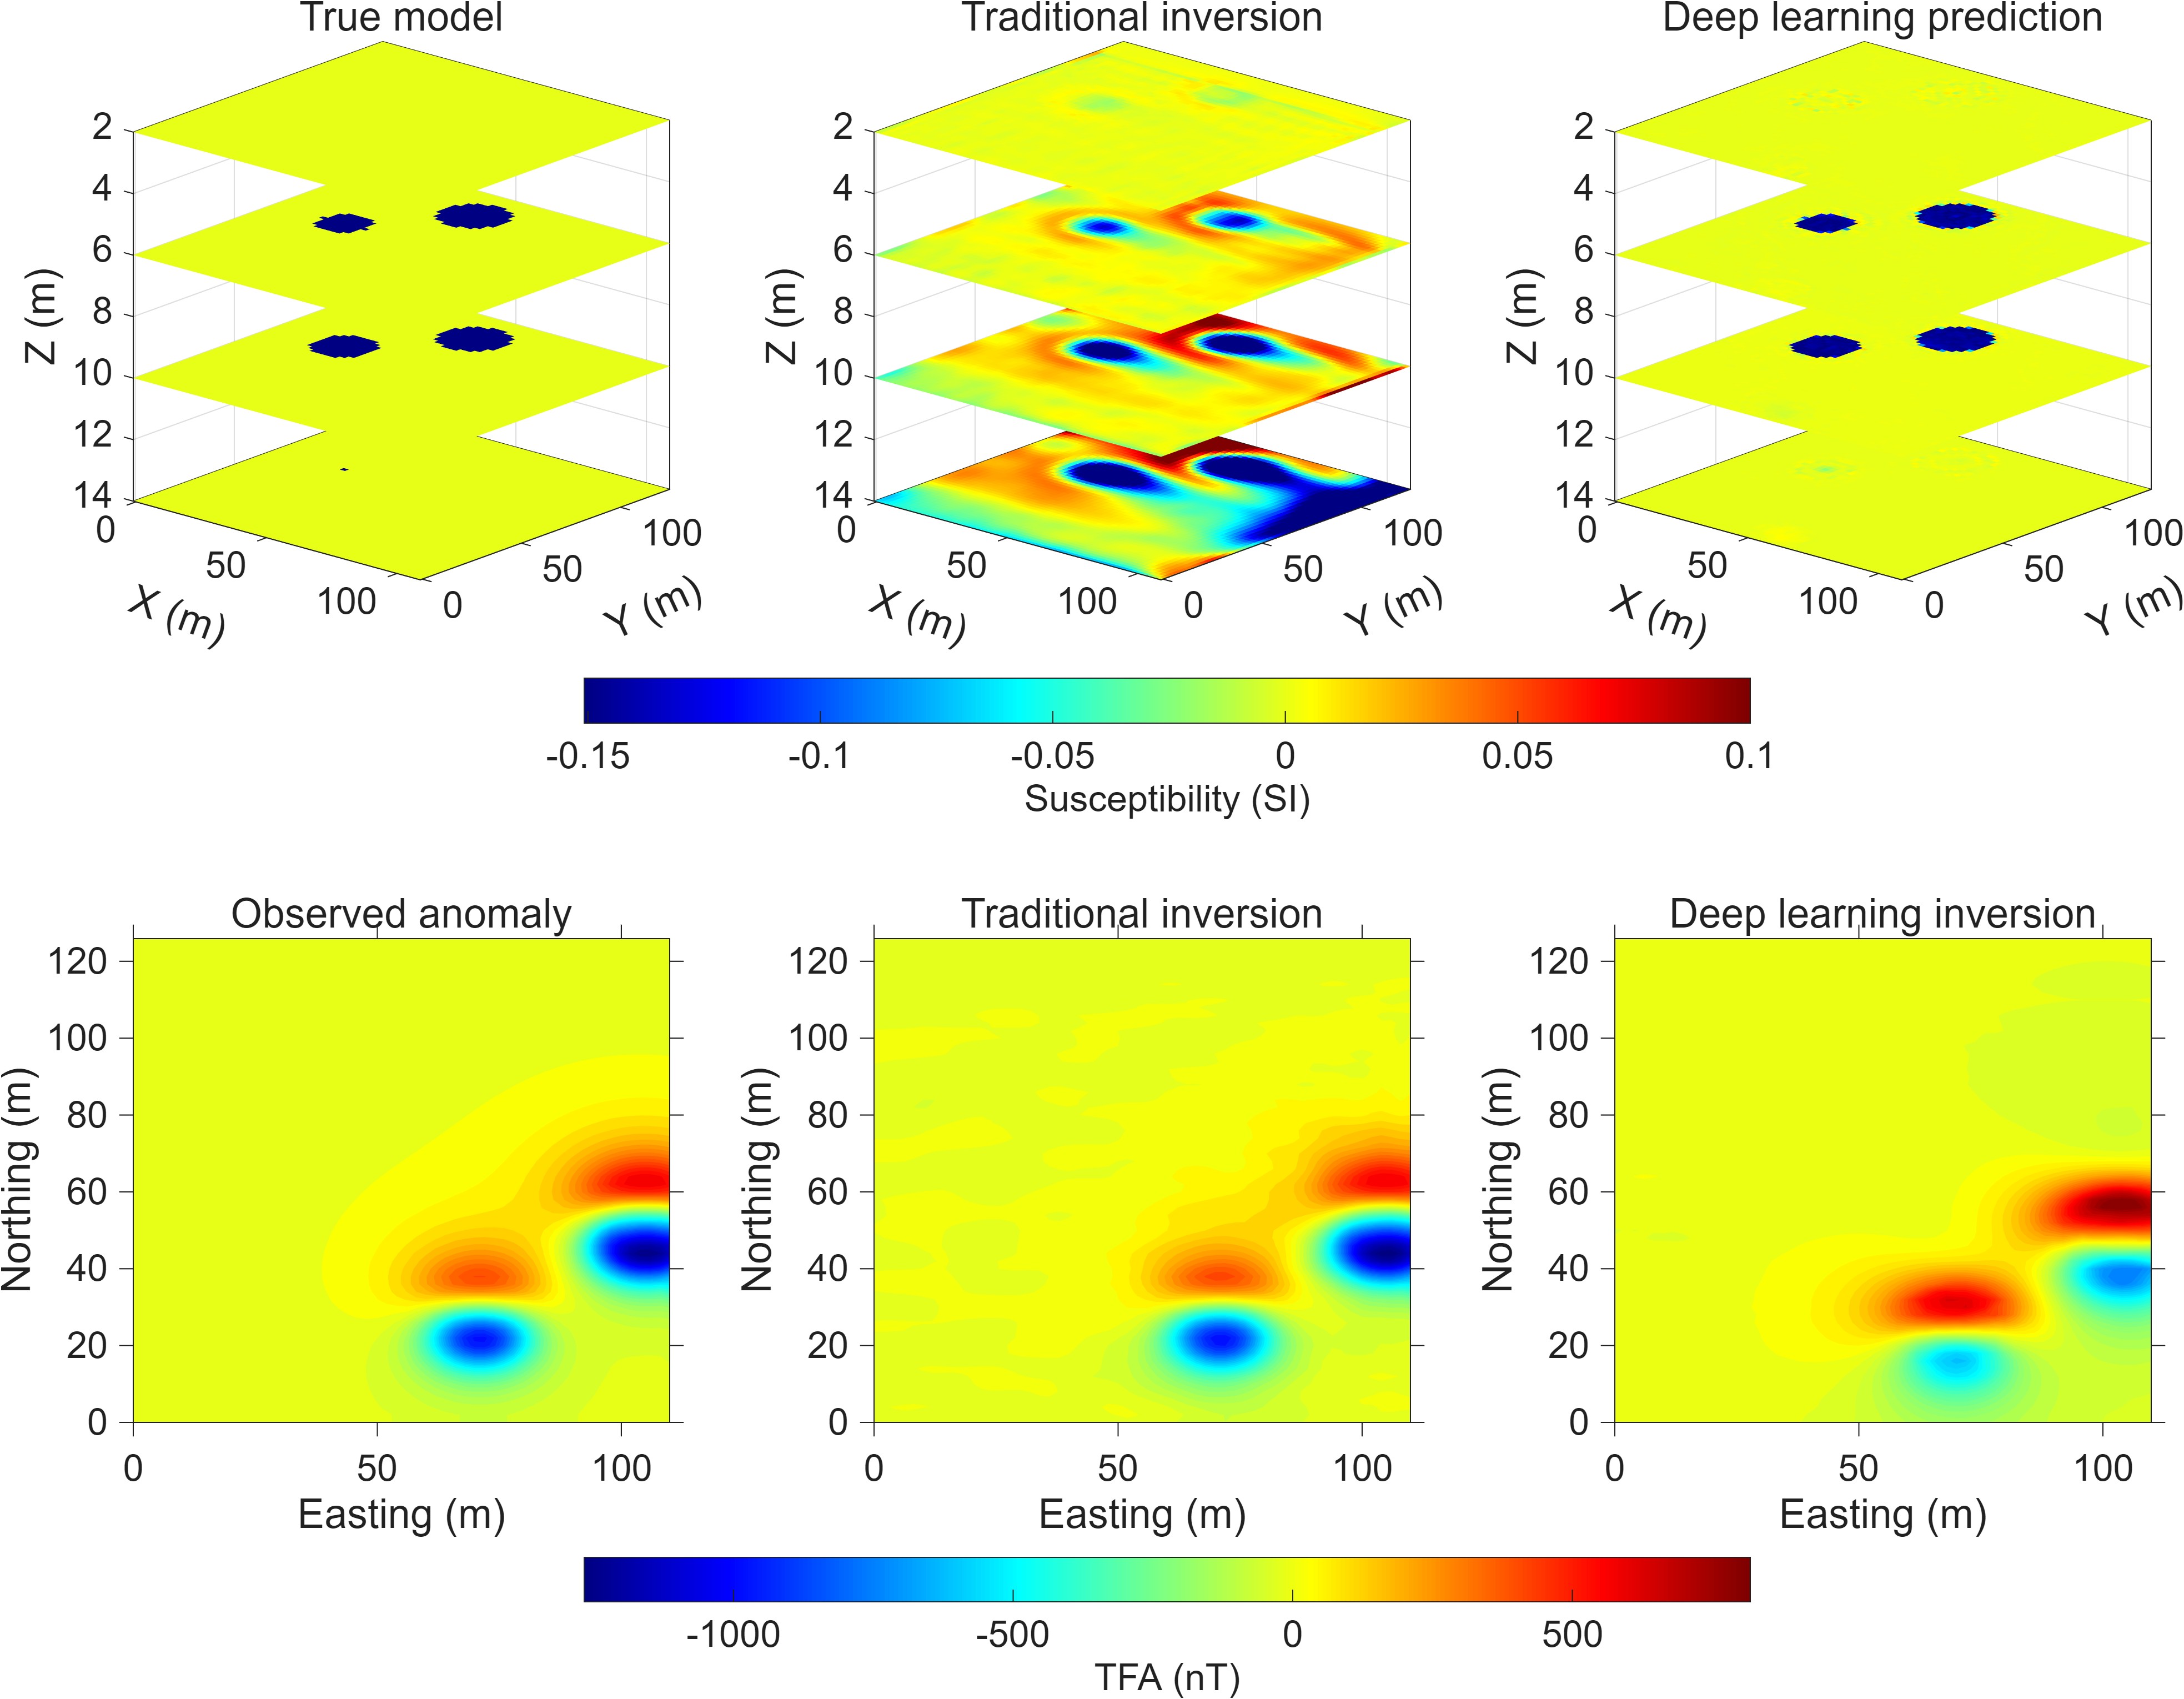 True model
Traditional inversion
Deep learning prediction
2
4
6
8
10
12
14
Z (m)
0
50
100
X (m)
0
50
100
Y (m)
2
4
6
8
10
12
14
Z (m)
0
50
100
X (m)
0
50
100
Y (m)
2
4
6
8
10
12
14
Z (m)
0
50
100
X (m)
0
50
100
Y (m)
-0.15 -0.1 -0.05 0 0.05 0.1
Susceptibility (SI)
Observed anomaly
Traditional inversion
Deep learning inversion
120
100
80
60
40
20
0
Northing (m)
0 50 100
Easting (m)
120
100
80
60
40
20
0
Northing (m)
0 50 100
Easting (m)
120
100
80
60
40
20
0
Northing (m)
0 50 100
Easting (m)
-1000 -500 0 500
TFA (nT)